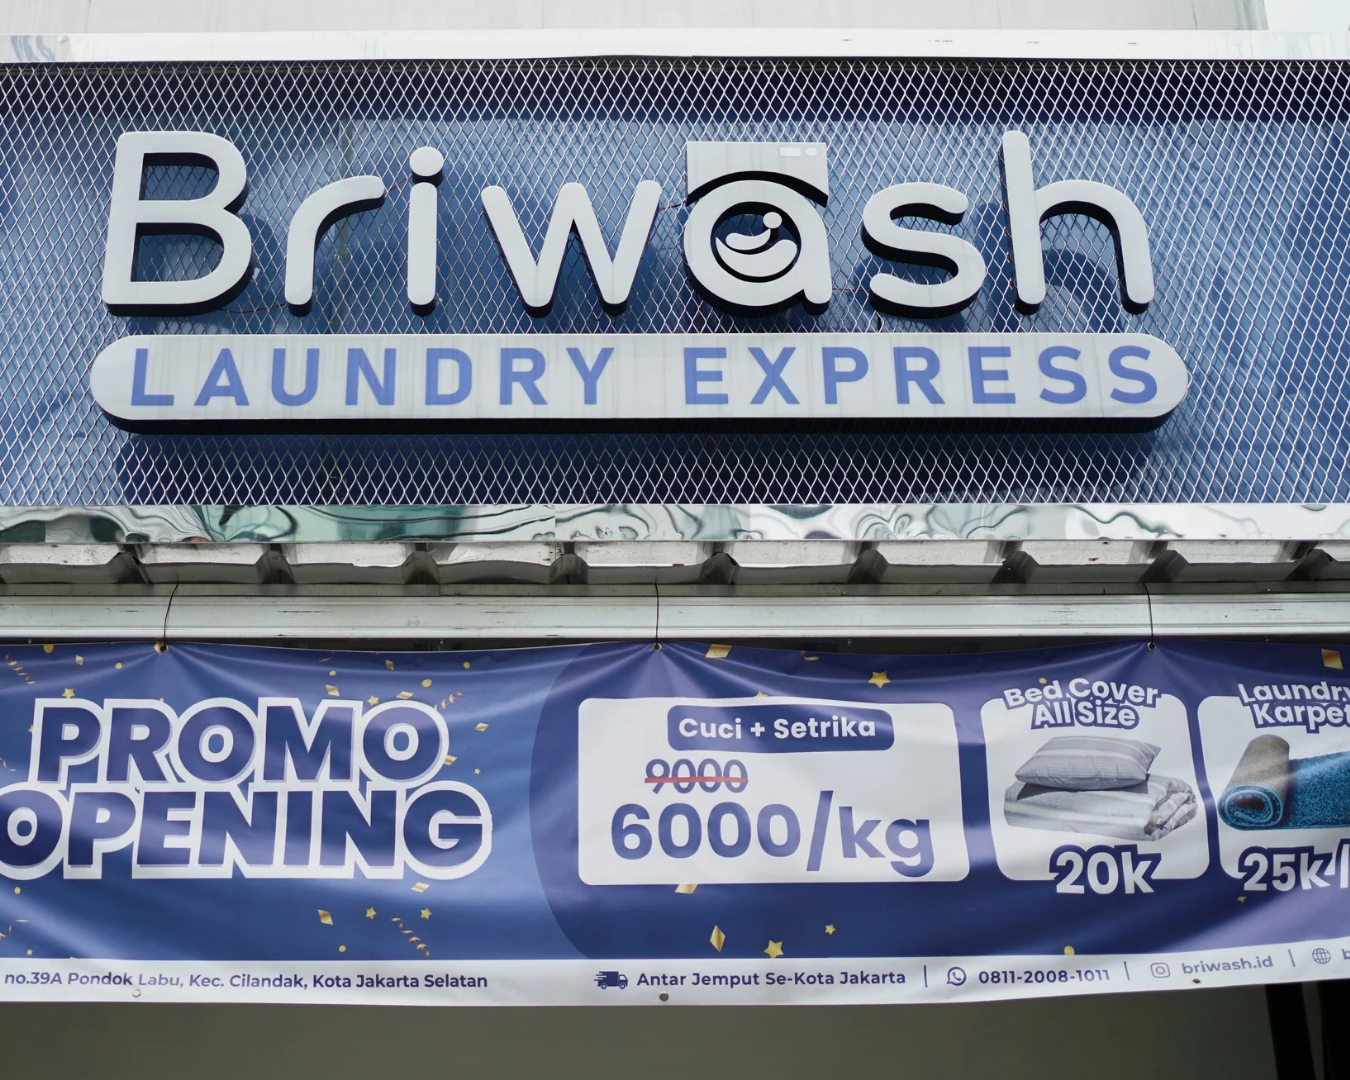 Briwash
LAUNDRY EXPRESS
PROMO
OPENING
Cuci + Setrika
9000
6000/kg
Bed Cover
All Size
20k
Laundry
Karpet
25k/
no.39A Pondok Labu, Kec. Cilandak, Kota Jakarta Selatan
Antar Jemput Se-Kota Jakarta
0811-2008-1011
briwash.id